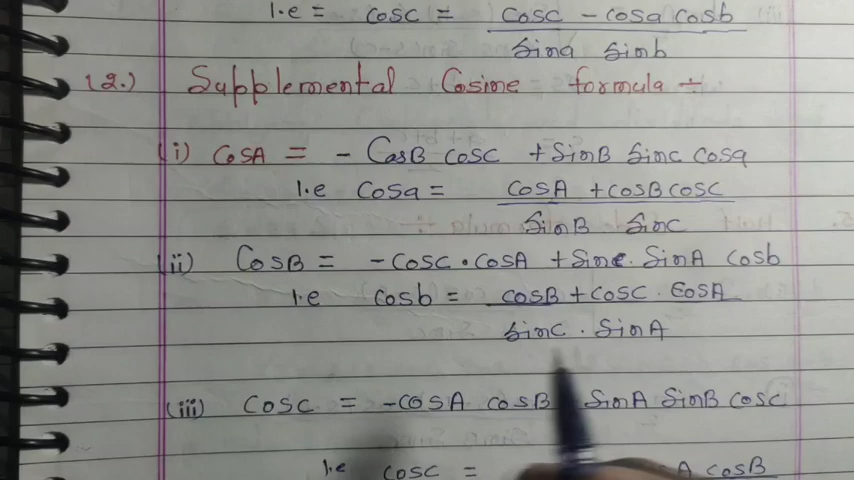 i.e = cosc = cosc - cosa cosb
Sina sinb
(2.) Supplemental Cosine formula ÷
(i) CosA = - CosB cosc + SinB Sinc cosa
i.e Cosa = cosA + cosB cosc
SinB Sinc
(ii) CosB = -cosc . cosA + Sinc . SinA cosb
i.e cosb = cosB + cosc . cosA
Sinc . SinA
(iii) cosc = -cosA cosB SinA SinB cosc
i.e cosc = A cosB